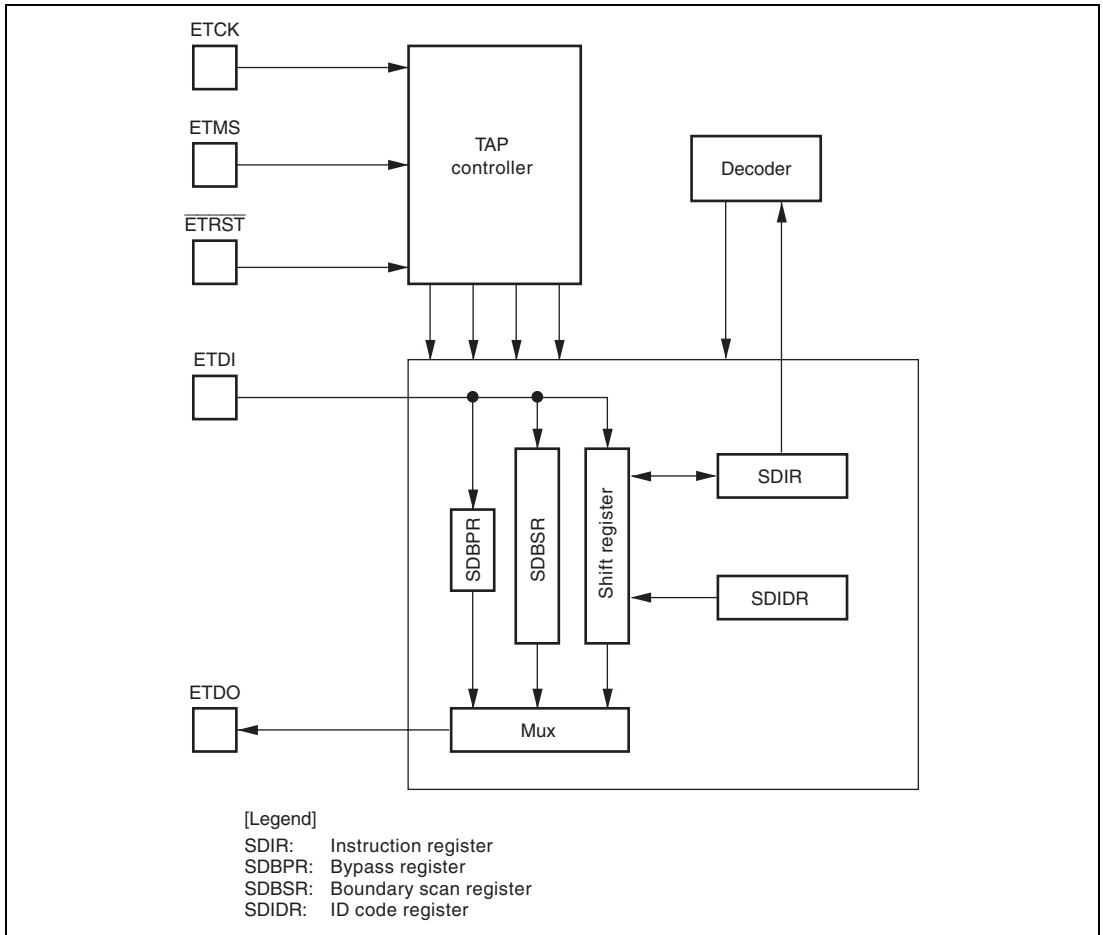 ETCK
ETMS
ETRST
ETDI
ETDO
TAP
controller
Decoder
SDBPR
SDBSR
Shift register
SDIR
SDIDR
Mux
[Legend]
SDIR: Instruction register
SDBPR: Bypass register
SDBSR: Boundary scan register
SDIDR: ID code register